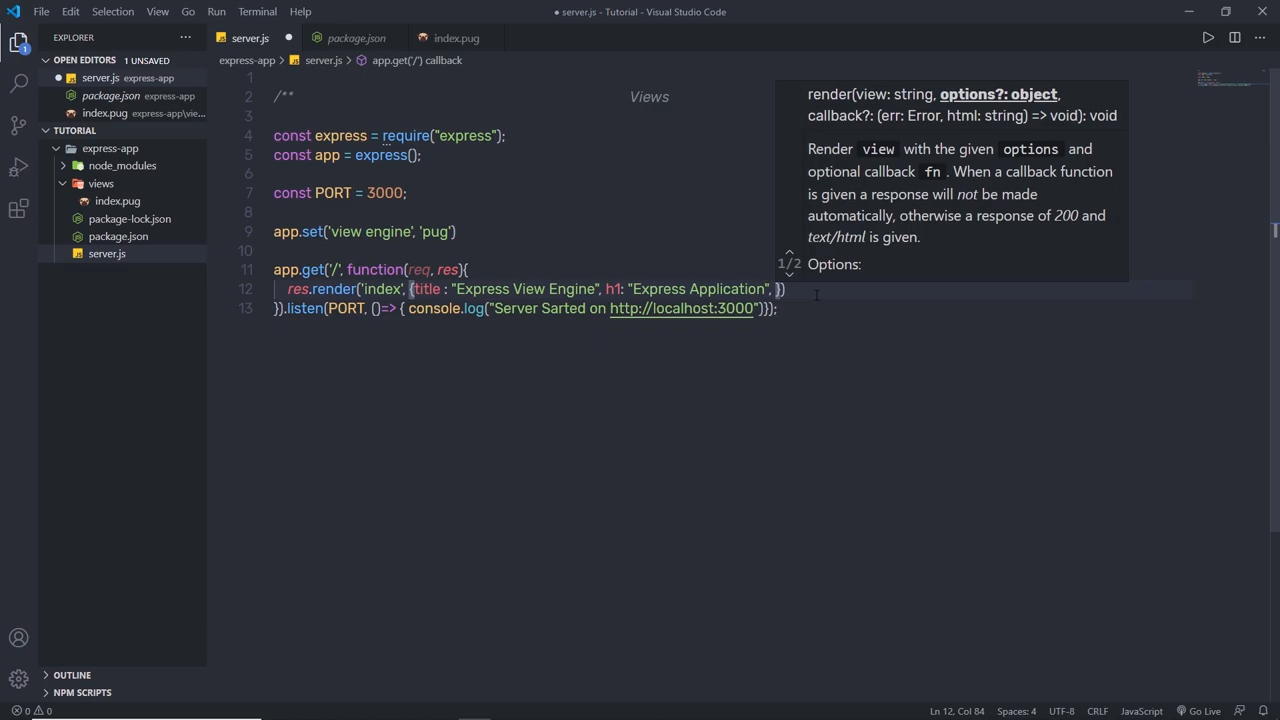 File Edit Selection View Go Run Terminal Help
● server.js - Tutorial - Visual Studio Code
EXPLORER
server.js
package.json
index.pug
OPEN EDITORS 1 UNSAVED
express-app > server.js > app.get('/') callback
server.js express-app
package.json express-app
index.pug express-app\vie...
TUTORIAL
express-app
node_modules
views
index.pug
package-lock.json
package.json
server.js
OUTLINE
NPM SCRIPTS
1
2 /** Views
3
4 const express = require("express");
5 const app = express();
6
7 const PORT = 3000;
8
9 app.set('view engine', 'pug')
10
11 app.get('/', function(req, res){
12 res.render('index', {title : "Express View Engine", h1: "Express Application", })
13 }).listen(PORT, ()=> { console.log("Server Sarted on http://localhost:3000")});
render(view: string, options?: object,
callback?: (err: Error, html: string) => void): void
Render view with the given options and
optional callback fn . When a callback function
is given a response will not be made
automatically, otherwise a response of 200 and
text/html is given.
1/2 Options:
1
0 0
Ln 12, Col 84 Spaces: 4 UTF-8 CRLF JavaScript Go Live